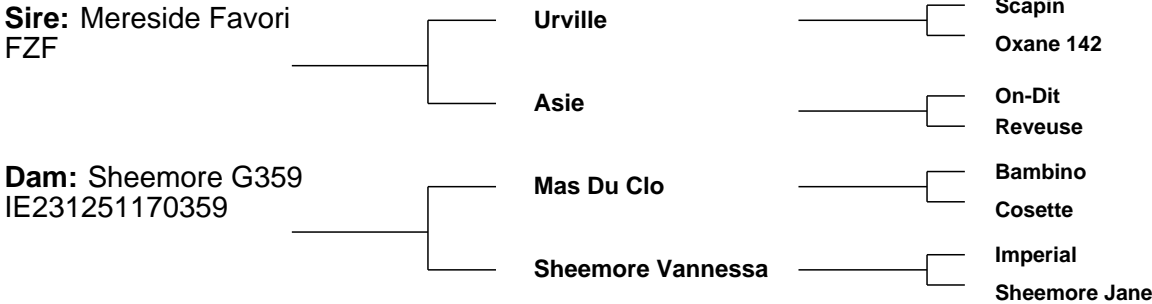 Sire: Mereside Favori
FZF
Urville
Scapin
Oxane 142
Asie
On-Dit
Reveuse
Dam: Sheemore G359
IE231251170359
Mas Du Clo
Bambino
Cosette
Sheemore Vannessa
Imperial
Sheemore Jane